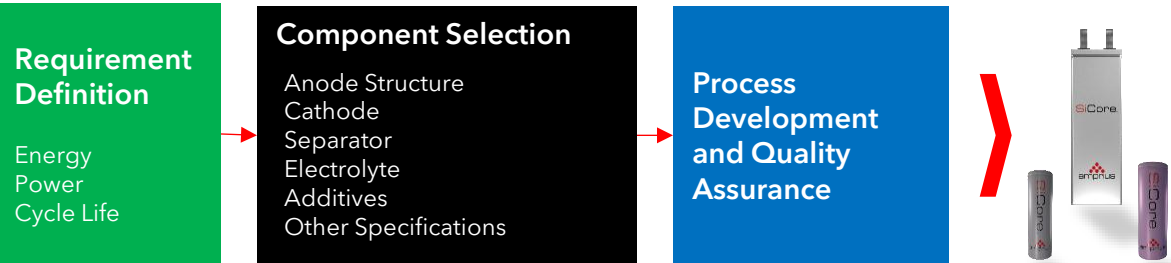 Requirement
Definition
Energy
Power
Cycle Life
Component Selection
Anode Structure
Cathode
Separator
Electrolyte
Additives
Other Specifications
Process
Development
and Quality
Assurance
SiCore
amprius
SiCore
SiCore